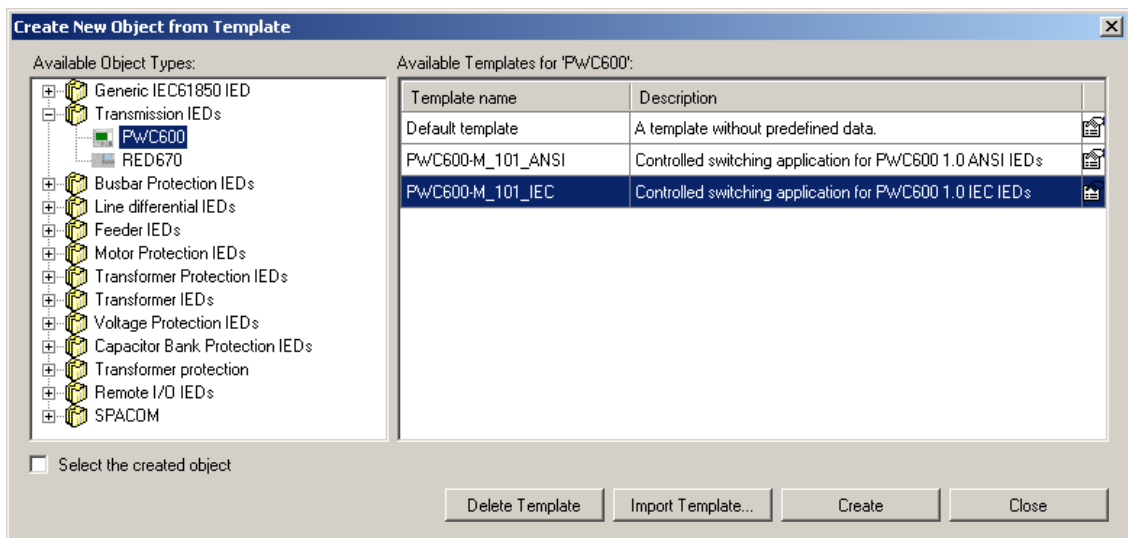 Create New Object from Template
Available Object Types:
Generic IEC61850 IED
Transmission IEDs
PWC600
RED670
Busbar Protection IEDs
Line differential IEDs
Feeder IEDs
Motor Protection IEDs
Transformer Protection IEDs
Transformer IEDs
Voltage Protection IEDs
Capacitor Bank Protection IEDs
Transformer protection
Remote I/O IEDs
SPACOM
Available Templates for 'PWC600':
Template name Description
Default template A template without predefined data.
PWC600-M_101_ANSI Controlled switching application for PWC600 1.0 ANSI IEDs
PWC600-M_101_IEC Controlled switching application for PWC600 1.0 IEC IEDs
Select the created object
Delete Template Import Template... Create Close